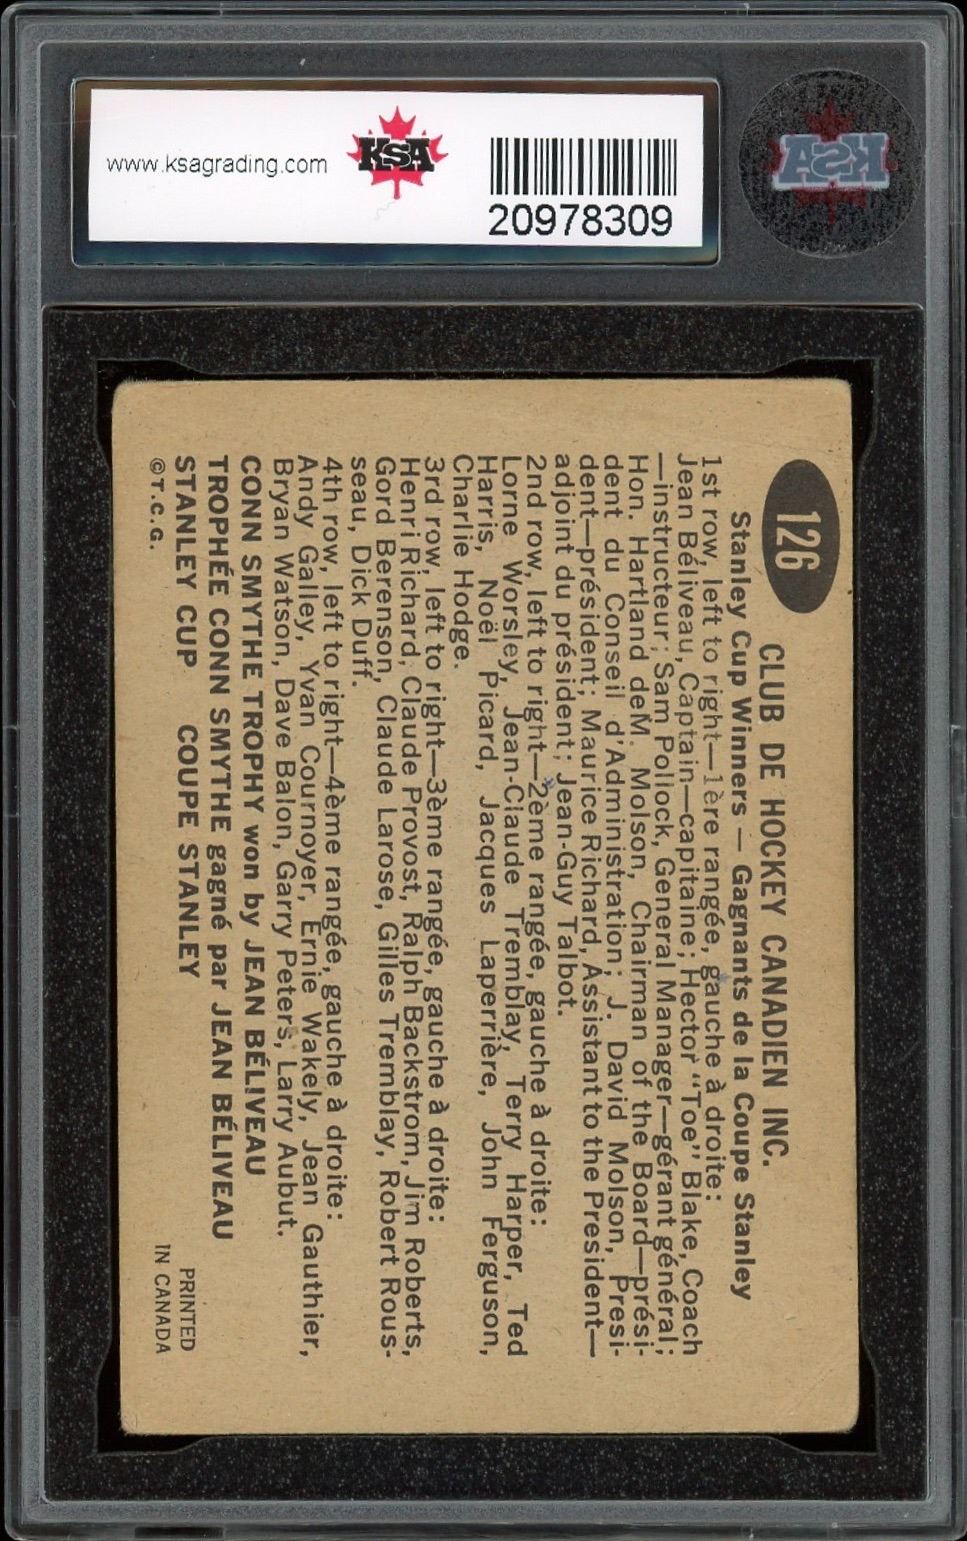 www.ksagrading.com
KSA
20978309
KSA
126
CLUB DE HOCKEY CANADIEN INC.
Stanley Cup Winners — Gagnants de la Coupe Stanley
1st row, left to right—1ère rangée, gauche à droite:
Jean Béliveau, Captain—capitaine; Hector "Toe" Blake, Coach
—instructeur; Sam Pollock, General Manager—gérant général;
Hon. Hartland deM. Molson, Chairman of the Board—prési-
dent du Conseil d'Administration; J. David Molson, Presi-
dent—président; Maurice Richard, Assistant to the President—
adjoint du président; Jean-Guy Talbot.
2nd row, left to right—2ème rangée, gauche à droite:
Lorne Worsley, Jean-Claude Tremblay, Terry Harper, Ted
Harris, Noël Picard, Jacques Laperrière, John Ferguson,
Charlie Hodge.
3rd row, left to right—3ème rangée, gauche à droite:
Henri Richard, Claude Provost, Ralph Backstrom, Jim Roberts,
Gord Berenson, Claude Larose, Gilles Tremblay, Robert Rous-
seau, Dick Duff.
4th row, left to right—4ème rangée, gauche à droite:
Andy Galley, Yvan Cournoyer, Ernie Wakely, Jean Gauthier,
Bryan Watson, Dave Balon, Garry Peters, Larry Aubut.
CONN SMYTHE TROPHY won by JEAN BÉLIVEAU
TROPHÉE CONN SMYTHE gagné par JEAN BÉLIVEAU
STANLEY CUP COUPE STANLEY
©T.C.G.
PRINTED
IN CANADA